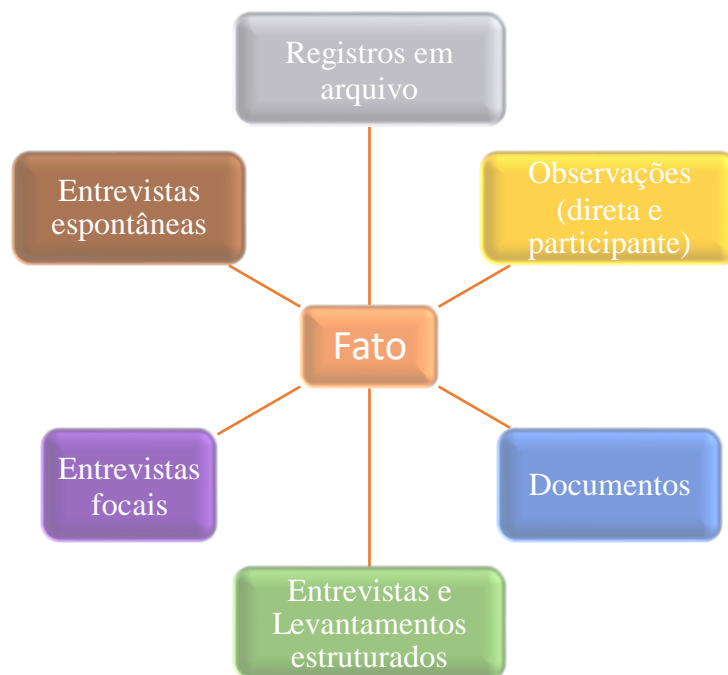 Registros em
arquivo
Entrevistas
espontâneas
Observações
(direta e
participante)
Fato
Entrevistas
focais
Documentos
Entrevistas e
Levantamentos
estruturados